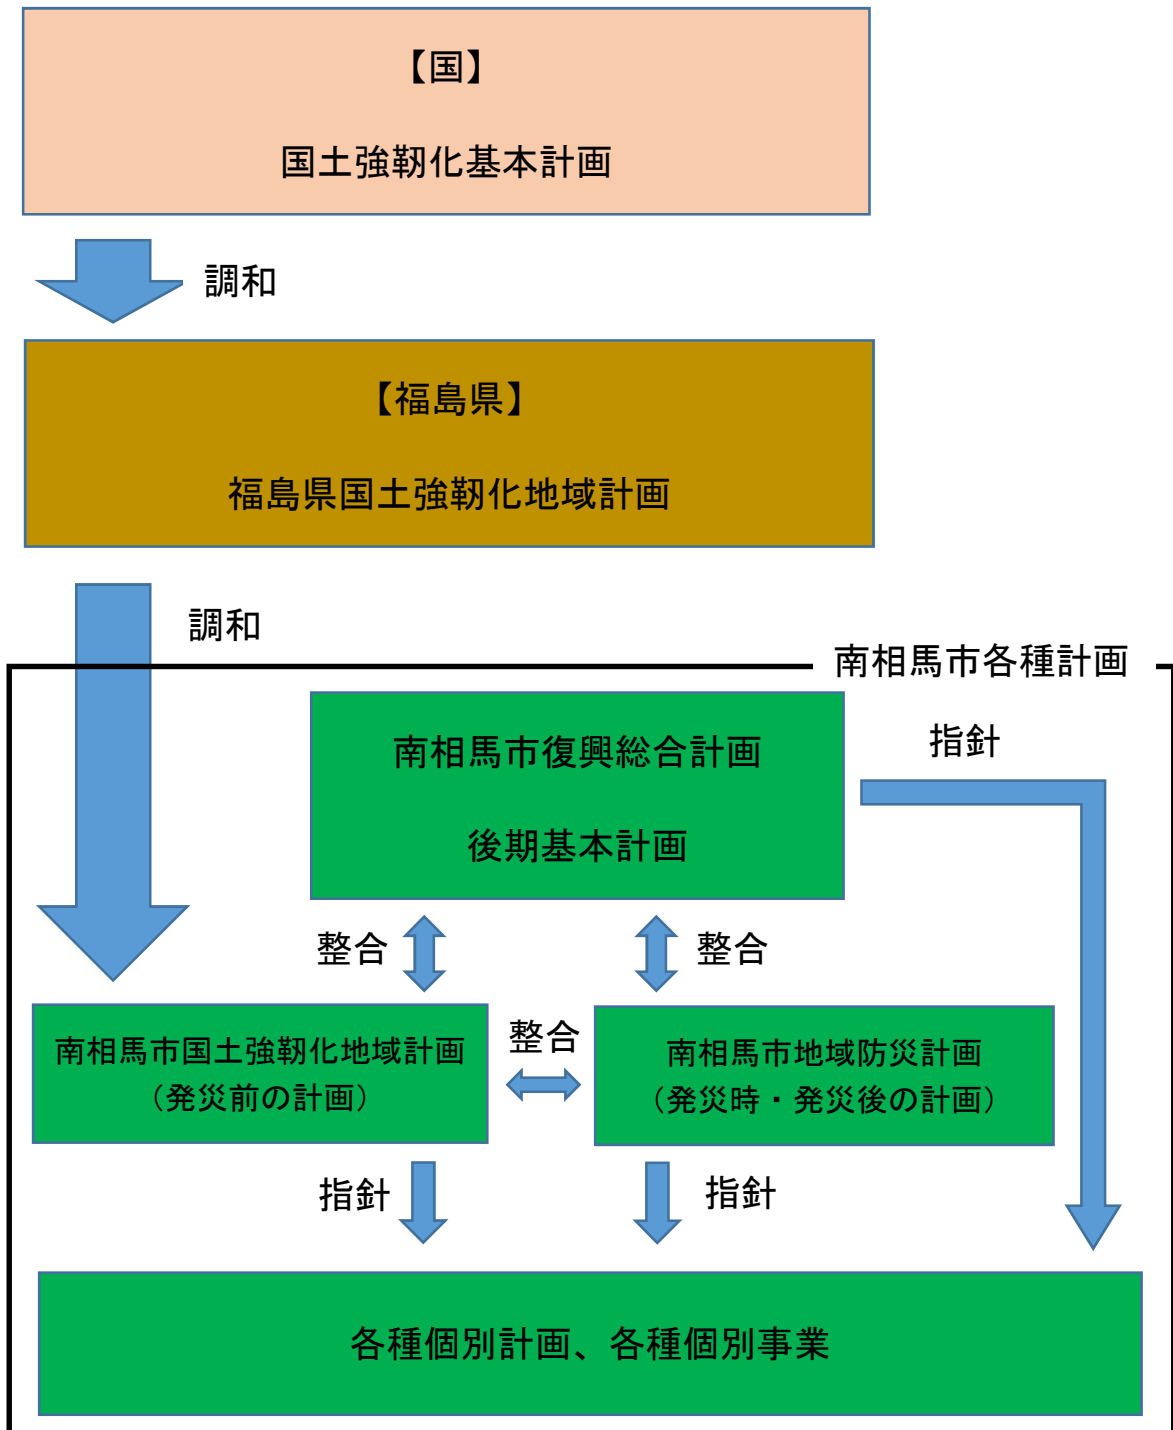 【国】
国土強靭化基本計画
調和
【福島県】
福島県国土強靭化地域計画
調和
南相馬市各種計画
南相馬市復興総合計画
後期基本計画
指針
整合
整合
南相馬市国土強靭化地域計画
（発災前の計画）
整合
南相馬市地域防災計画
（発災時・発災後の計画）
指針
指針
各種個別計画、各種個別事業